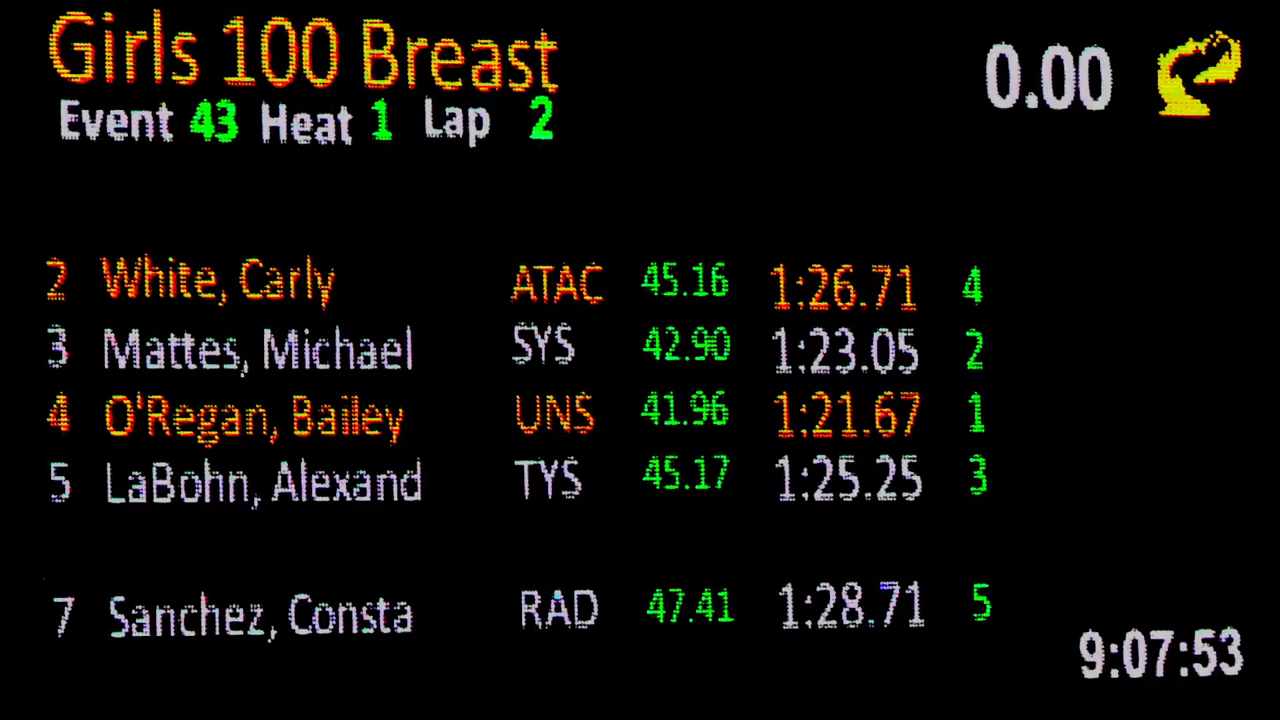 Girls 100 Breast
0.00
Event 43 Heat 1 Lap 2
2 White, Carly ATAC 45.16 1:26.71 4
3 Mattes, Michael SYS 42.90 1:23.05 2
4 O'Regan, Bailey UNS 41.96 1:21.67 1
5 LaBohn, Alexand TYS 45.17 1:25.25 3
7 Sanchez, Consta RAD 47.41 1:28.71 5
9:07:53